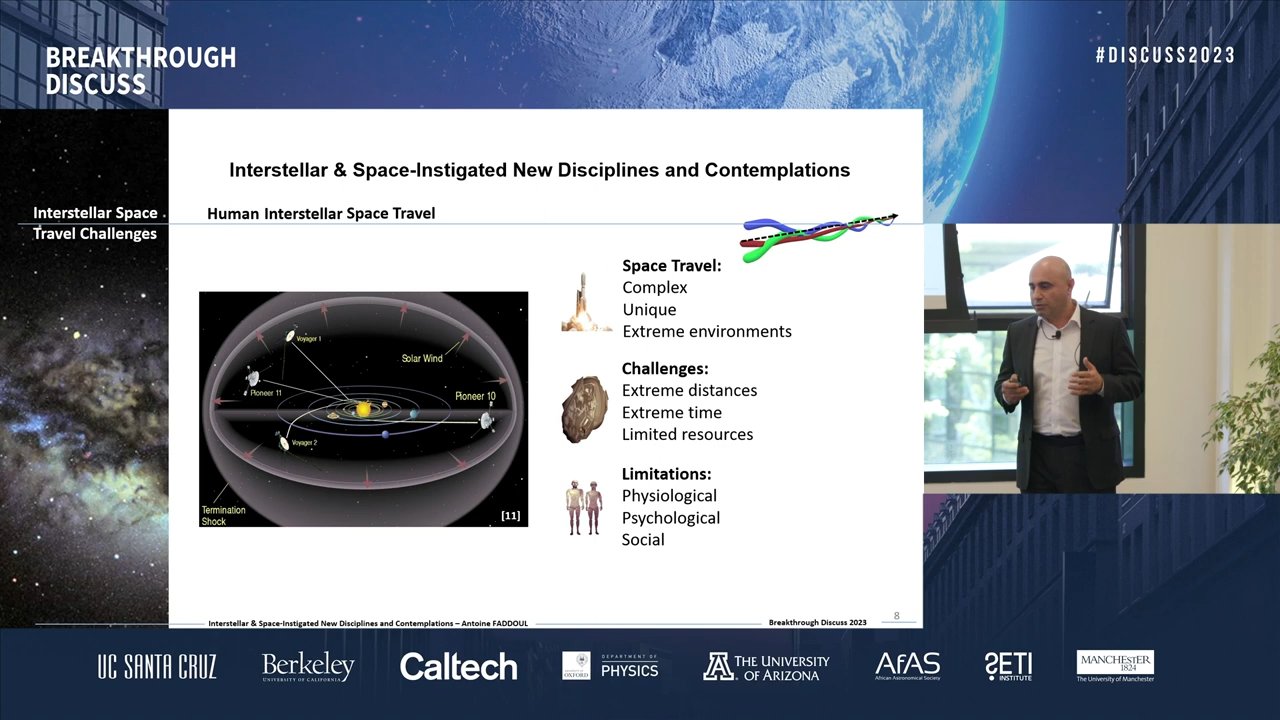 BREAKTHROUGH
DISCUSS
#DISCUSS2023
Interstellar & Space-Instigated New Disciplines and Contemplations
Interstellar Space
Travel Challenges
Human Interstellar Space Travel
Voyager 1
Solar Wind
Pioneer 11
Pioneer 10
Voyager 2
Termination
Shock
[11]
Space Travel:
Complex
Unique
Extreme environments
Challenges:
Extreme distances
Extreme time
Limited resources
Limitations:
Physiological
Psychological
Social
Interstellar & Space-Instigated New Disciplines and Contemplations – Antoine FADDOUL
Breakthrough Discuss 2023
8
UC SANTA CRUZ
Berkeley
UNIVERSITY OF CALIFORNIA
Caltech
UNIVERSITY OF
OXFORD
DEPARTMENT OF
PHYSICS
THE UNIVERSITY
OF ARIZONA
AfAS
African Astronomical Society
SETI
INSTITUTE
MANCHESTER
1824
The University of Manchester